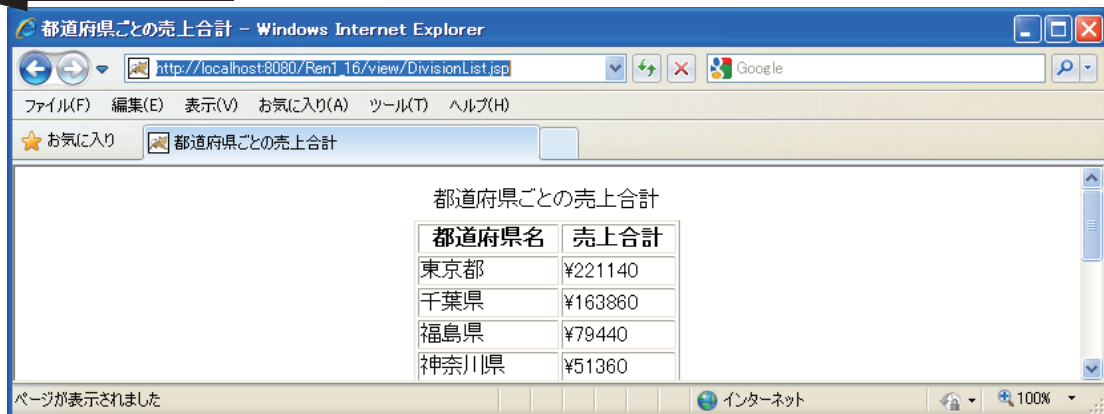 都道府県ごとの売上合計 - Windows Internet Explorer
http://localhost:8080/Ren1_16/view/DivisionList.jsp Google
ファイル(F) 編集(E) 表示(V) お気に入り(A) ツール(T) ヘルプ(H)
お気に入り 都道府県ごとの売上合計
都道府県ごとの売上合計
都道府県名 売上合計
東京都 ¥221140
千葉県 ¥163860
福島県 ¥79440
神奈川県 ¥51360
ページが表示されました インターネット 100%